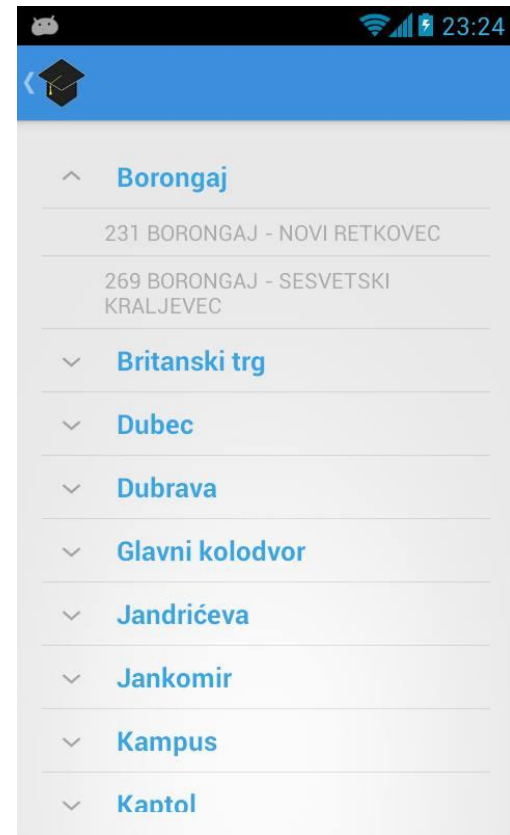 23:24
Borongaj
231 BORONGAJ - NOVI RETKOVEC
269 BORONGAJ - SESVETSKI
KRALJEVEC
Britanski trg
Dubec
Dubrava
Glavni kolodvor
Jandrićeva
Jankomir
Kampus
Kaptol